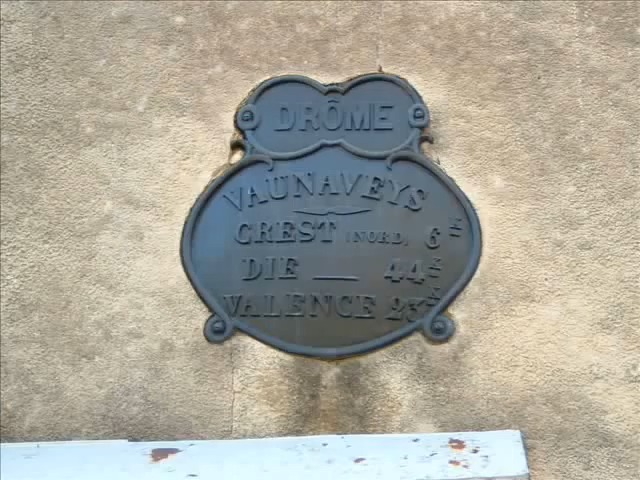 DRÔME
VAUNAVEYS
CREST (NORD) 6 K
DIE 44 K
VALENCE 23 K